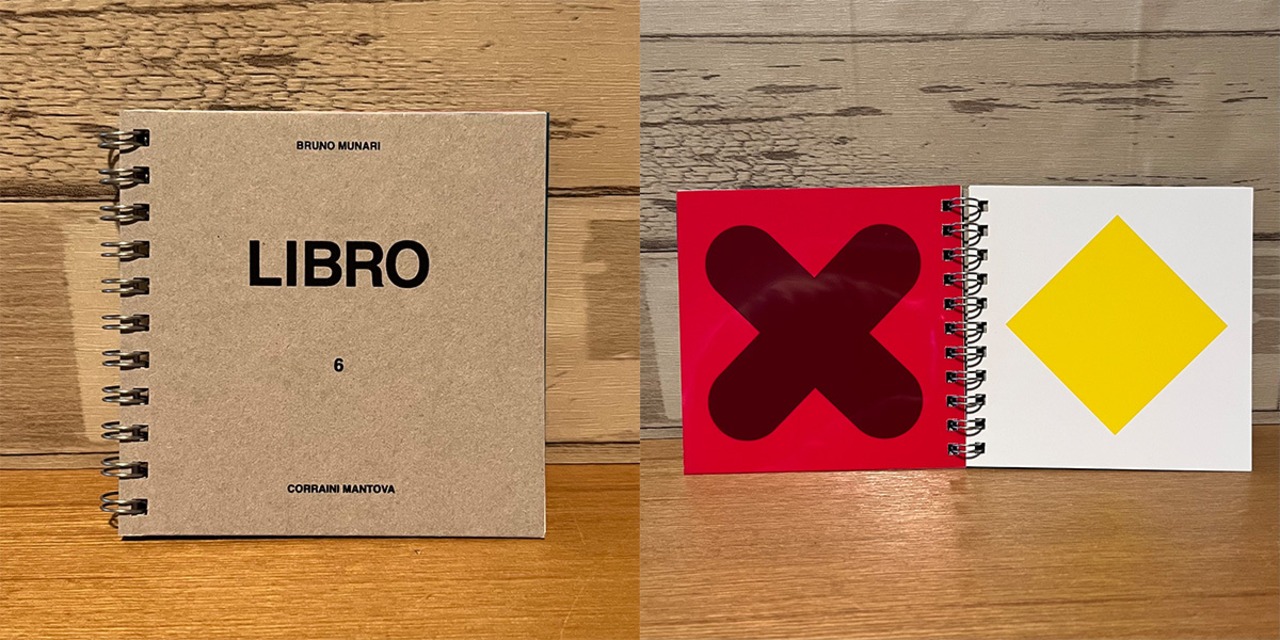 BRUNO MUNARI
LIBRO
6
CORRAINI MANTOVA